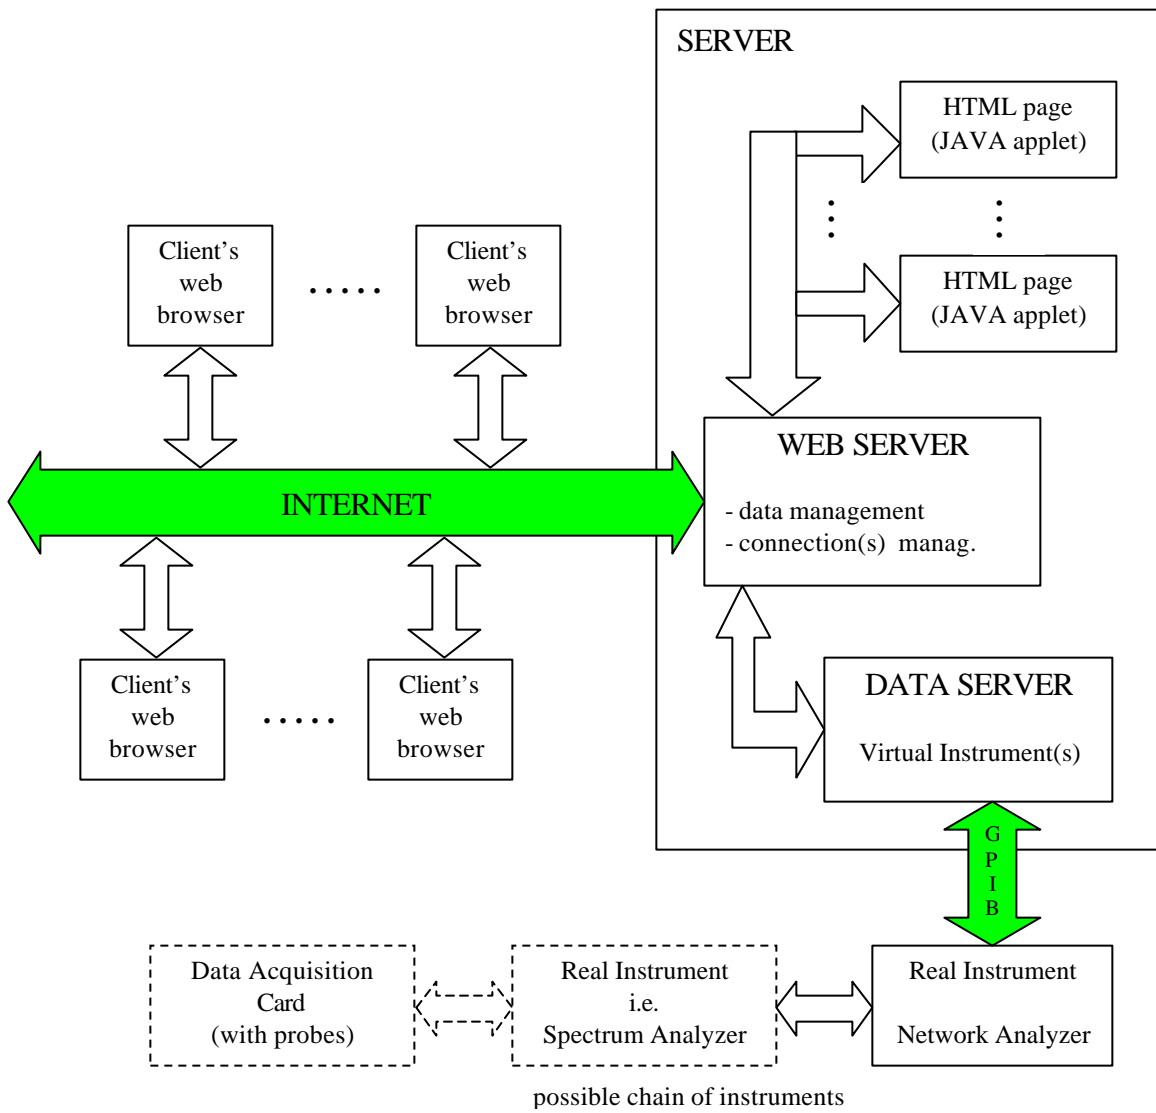 SERVER
HTML page
(JAVA applet)
HTML page
(JAVA applet)
Client's
web
browser
.....
Client's
web
browser
INTERNET
WEB SERVER
- data management
- connection(s) manag.
Client's
web
browser
.....
Client's
web
browser
DATA SERVER
Virtual Instrument(s)
G
P
I
B
Data Acquisition
Card
(with probes)
Real Instrument
i.e.
Spectrum Analyzer
Real Instrument
Network Analyzer
possible chain of instruments